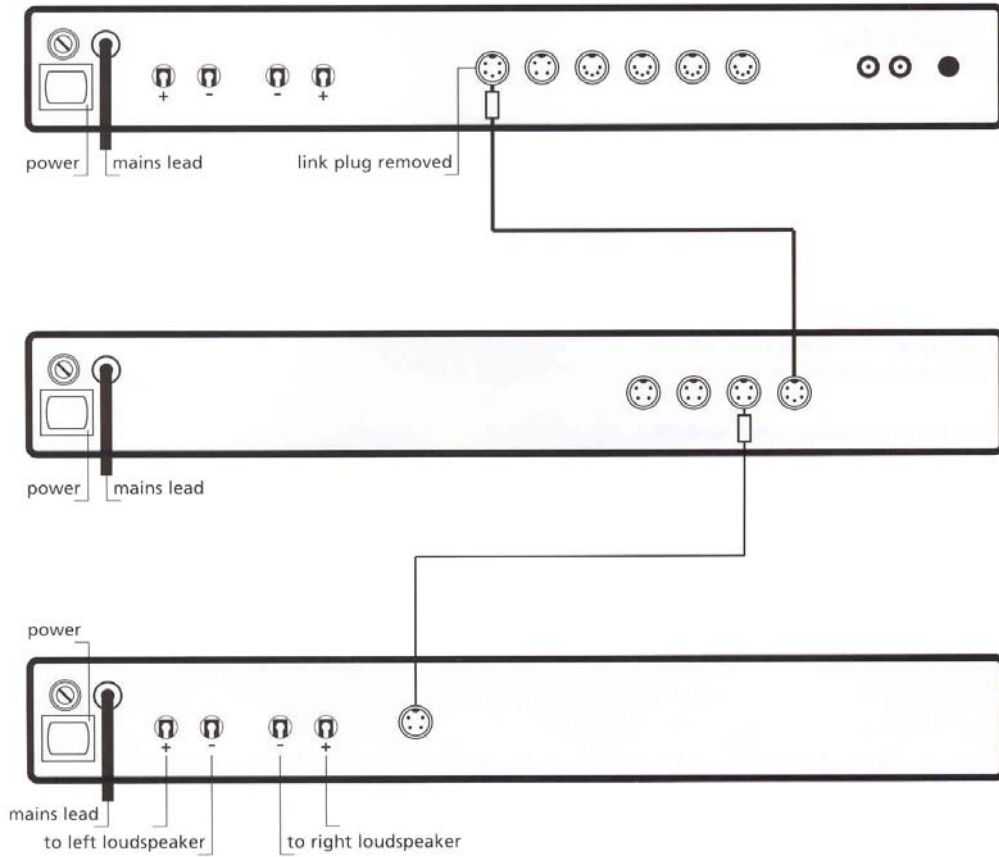 + - - +
power mains lead link plug removed
power mains lead
power
+ - - +
mains lead
to left loudspeaker to right loudspeaker